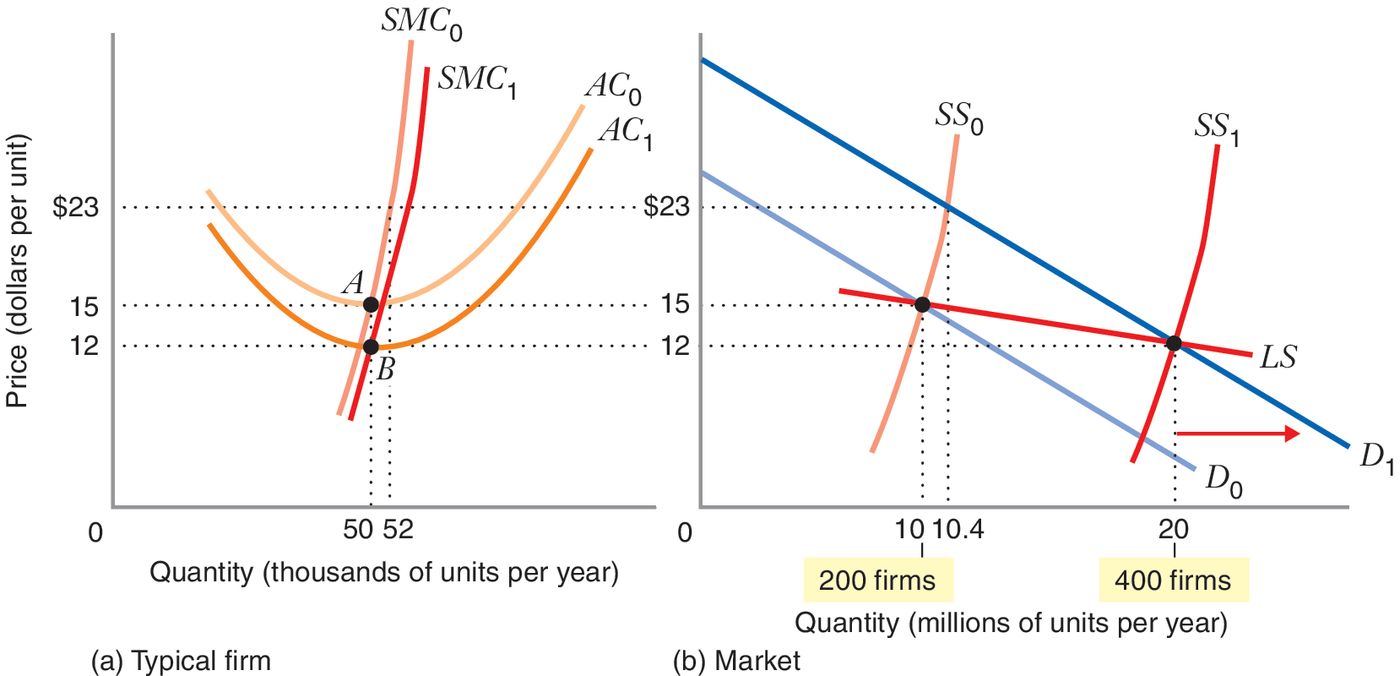 Price (dollars per unit)
SMC₀
SMC₁
AC₀
AC₁
$23
15
12
A
B
0
50 52
Quantity (thousands of units per year)
(a) Typical firm
SS₀
SS₁
$23
15
12
LS
D₁
D₀
0
10 10.4 20
200 firms 400 firms
Quantity (millions of units per year)
(b) Market